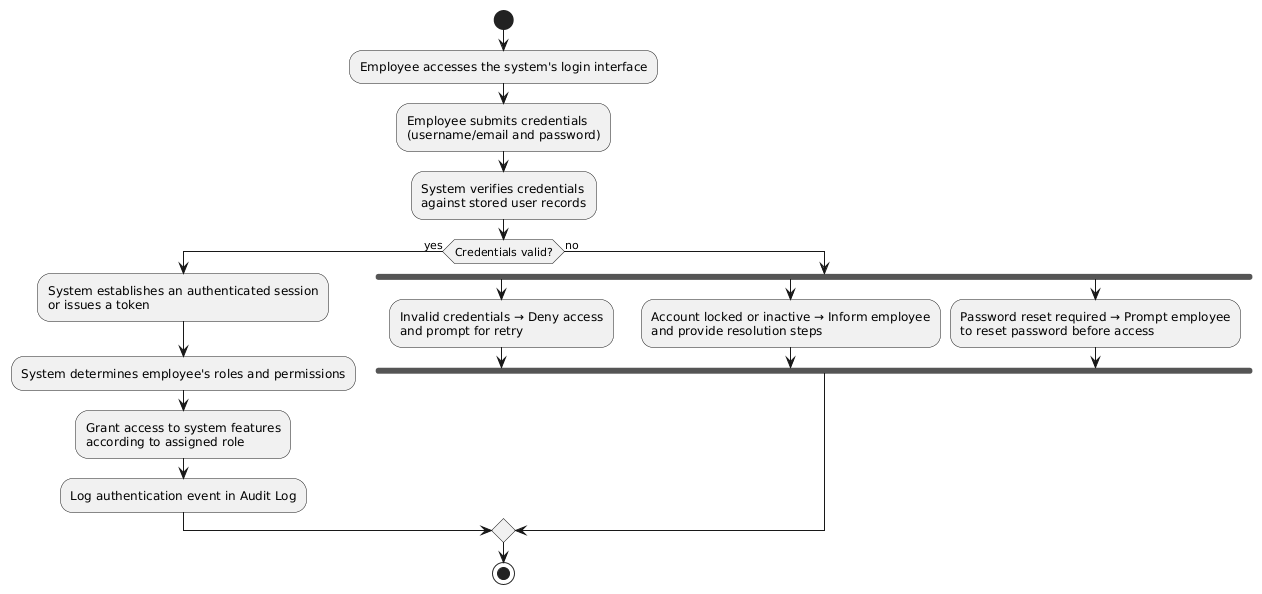 Employee accesses the system's login interface
Employee submits credentials
(username/email and password)
System verifies credentials
against stored user records
Credentials valid?
yes
no
System establishes an authenticated session
or issues a token
System determines employee's roles and permissions
Grant access to system features
according to assigned role
Log authentication event in Audit Log
Invalid credentials → Deny access
and prompt for retry
Account locked or inactive → Inform employee
and provide resolution steps
Password reset required → Prompt employee
to reset password before access